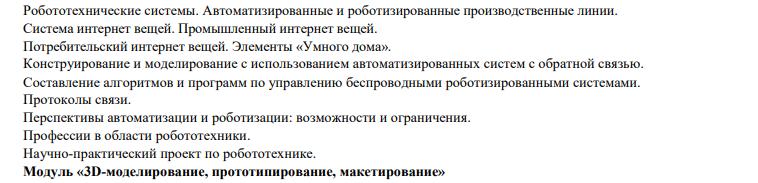 Робототехнические системы. Автоматизированные и роботизированные производственные линии.
Система интернет вещей. Промышленный интернет вещей.
Потребительский интернет вещей. Элементы «Умного дома».
Конструирование и моделирование с использованием автоматизированных систем с обратной связью.
Составление алгоритмов и программ по управлению беспроводными роботизированными системами.
Протоколы связи.
Перспективы автоматизации и роботизации: возможности и ограничения.
Профессии в области робототехники.
Научно-практический проект по робототехнике.
Модуль «3D-моделирование, прототипирование, макетирование»